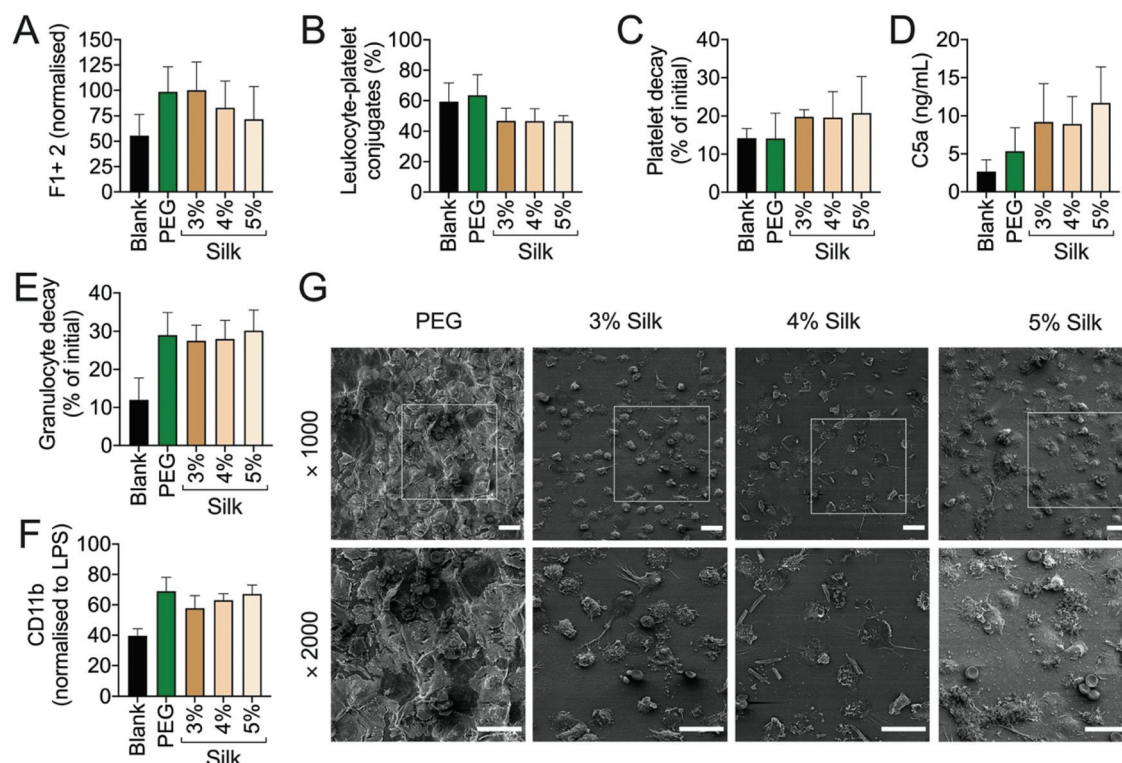 A
F1+ 2 (normalised)
150
125
100
75
50
25
0
Blank
PEG
3%
4%
5%
Silk
B
Leukocyte-platelet
conjugates (%)
100
80
60
40
20
0
Blank
PEG
3%
4%
5%
Silk
C
Platelet decay
(% of initial)
40
30
20
10
0
Blank
PEG
3%
4%
5%
Silk
D
C5a (ng/mL)
20
15
10
5
0
Blank
PEG
3%
4%
5%
Silk
E
Granulocyte decay
(% of initial)
40
30
20
10
0
Blank
PEG
3%
4%
5%
Silk
F
CD11b
(normalised to LPS)
100
80
60
40
20
0
Blank
PEG
3%
4%
5%
Silk
G
PEG
3% Silk
4% Silk
5% Silk
× 1000
× 2000